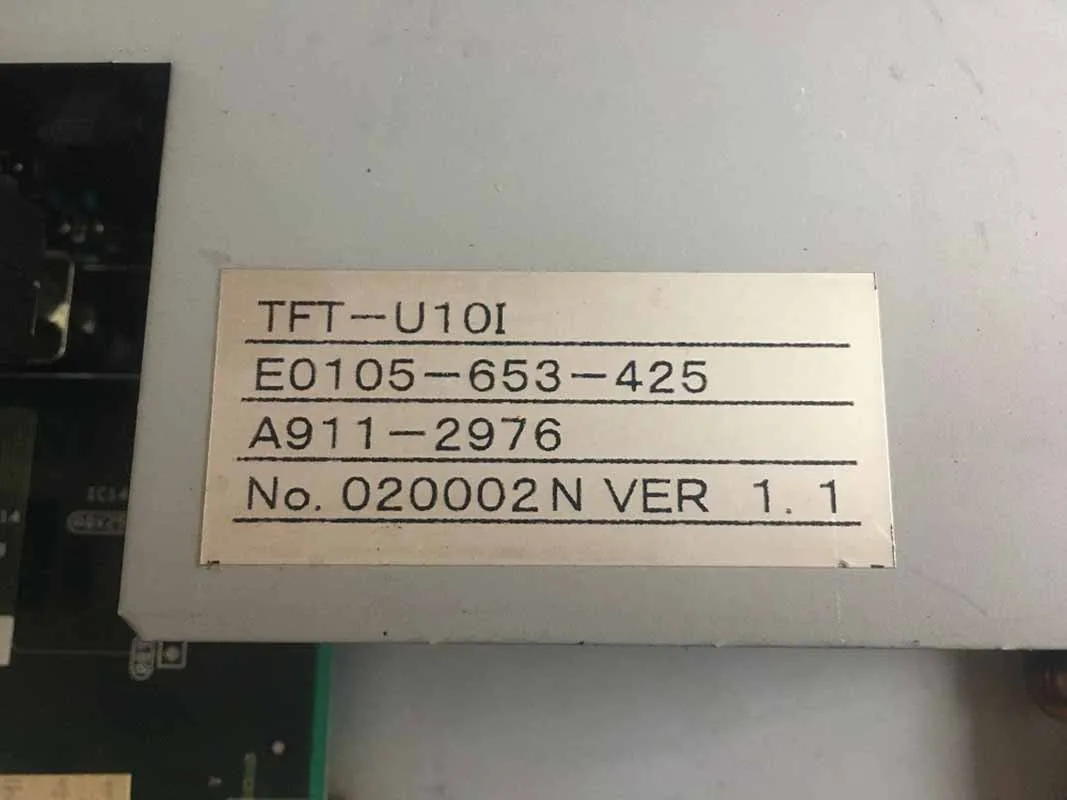 TFT-U10I
E0105-653-425
A911-2976
No. 020002N VER 1.1